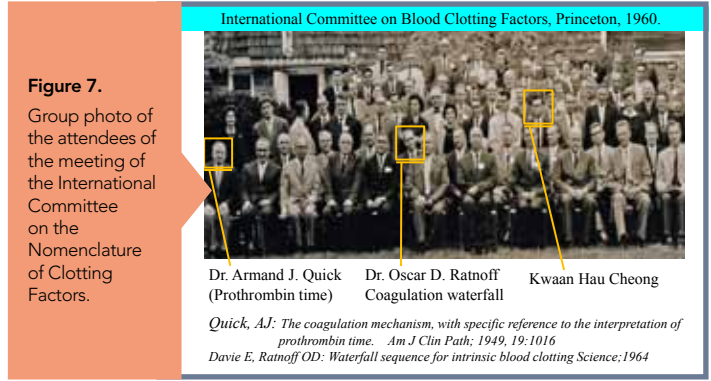 International Committee on Blood Clotting Factors, Princeton, 1960.
Figure 7.
Group photo of
the attendees of
the meeting of
the International
Committee
on the
Nomenclature
of Clotting
Factors.
Dr. Armand J. Quick
(Prothrombin time)
Dr. Oscar D. Ratnoff
Coagulation waterfall
Kwaan Hau Cheong
Quick, AJ: The coagulation mechanism, with specific reference to the interpretation of
prothrombin time. Am J Clin Path; 1949, 19:1016
Davie E, Ratnoff OD: Waterfall sequence for intrinsic blood clotting Science;1964